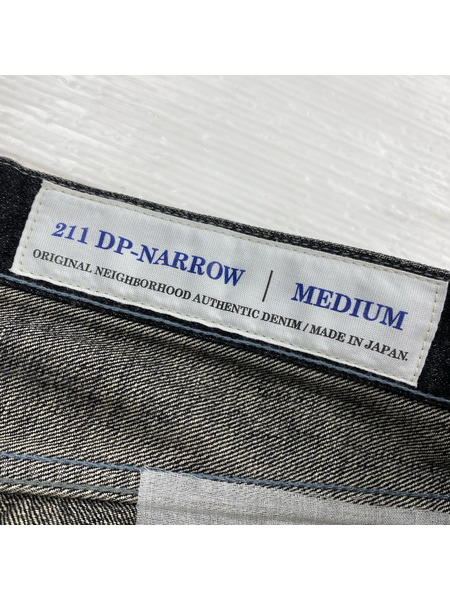 211 DP-NARROW | MEDIUM
ORIGINAL NEIGHBORHOOD AUTHENTIC DENIM / MADE IN JAPAN.